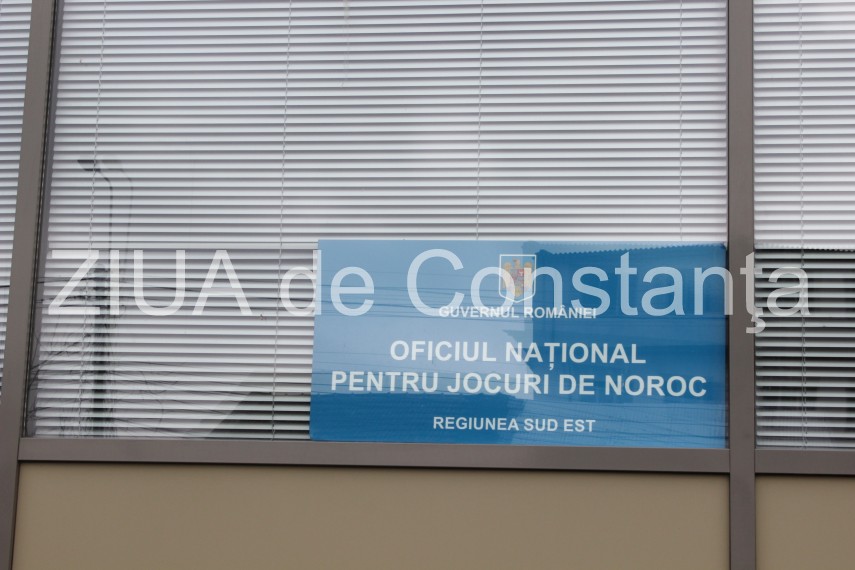 ZIUA de Constanța
GUVERNUL ROMÂNIEI
OFICIUL NAȚIONAL
PENTRU JOCURI DE NOROC
REGIUNEA SUD EST